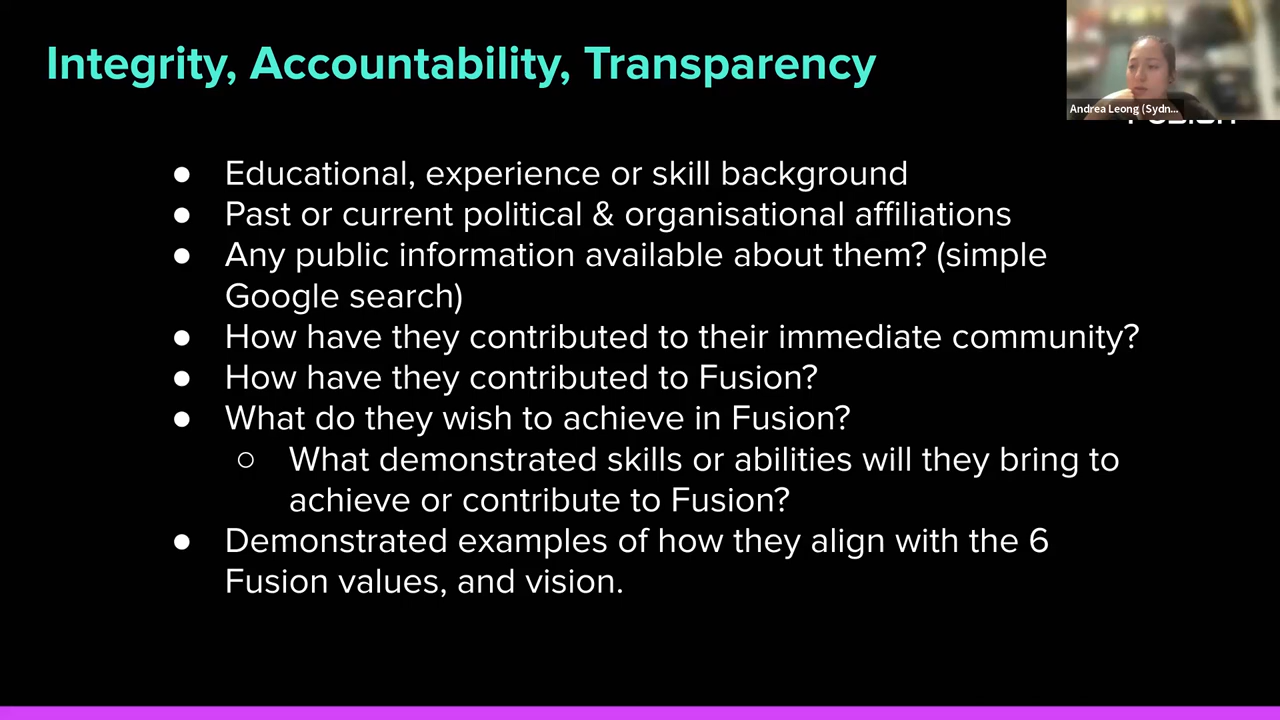 Integrity, Accountability, Transparency
Andrea Leong (Sydn...
● Educational, experience or skill background
● Past or current political & organisational affiliations
● Any public information available about them? (simple
Google search)
● How have they contributed to their immediate community?
● How have they contributed to Fusion?
● What do they wish to achieve in Fusion?
○ What demonstrated skills or abilities will they bring to
achieve or contribute to Fusion?
● Demonstrated examples of how they align with the 6
Fusion values, and vision.